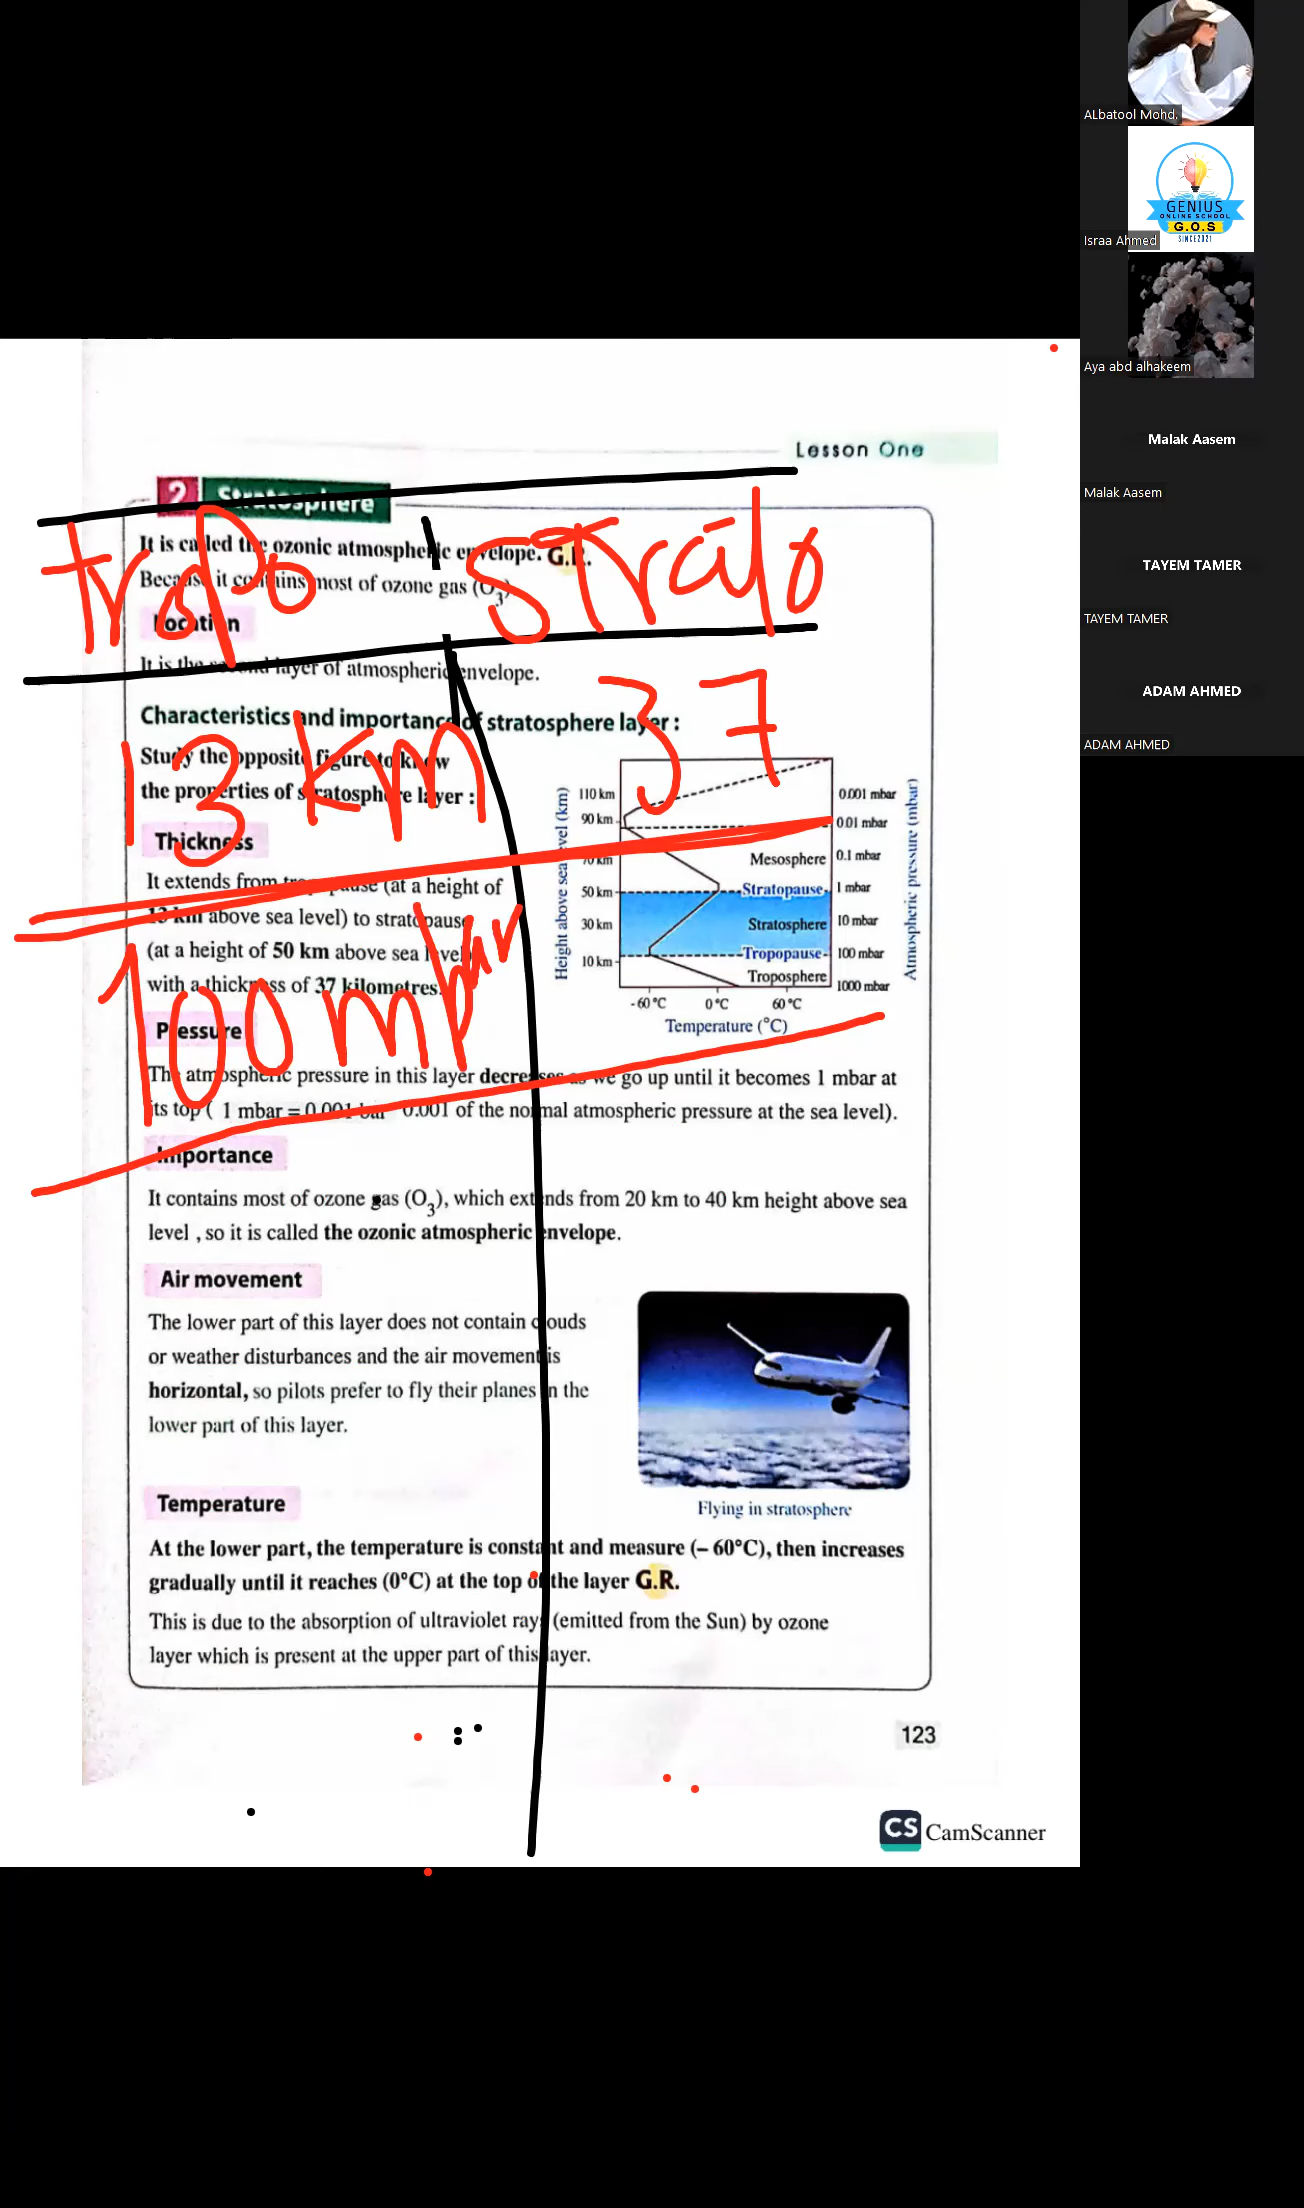 ALbatool Mohd.
GENIUS
ONLINE SCHOOL
G.O.S
SINCE2021
Israa Ahmed
Aya abd alhakeem
Malak Aasem
Malak Aasem
TAYEM TAMER
TAYEM TAMER
ADAM AHMED
ADAM AHMED
Lesson One
2 Stratosphere
tropo strato
It is called the ozonic atmospheric envelope. G.R.
Because it contains most of ozone gas (O3)
Location
It is the second layer of atmospheric envelope.
13 km 37
Characteristics and importance of stratosphere layer :
Study the opposite figure to know
the properties of stratosphere layer :
Thickness
It extends from tropopause (at a height of
13 km above sea level) to stratopause
(at a height of 50 km above sea level)
with a thickness of 37 kilometres.
100 mbar
Height above sea level (km)
110 km
90 km
70 km
50 km
30 km
10 km
Mesosphere
Stratopause
Stratosphere
Tropopause
Troposphere
0.001 mbar
0.01 mbar
0.1 mbar
1 mbar
10 mbar
100 mbar
1000 mbar
Atmospheric pressure (mbar)
-60°C 0°C 60°C
Temperature (°C)
Pressure
The atmospheric pressure in this layer decreases as we go up until it becomes 1 mbar at
its top ( 1 mbar = 0.001 bar 0.001 of the normal atmospheric pressure at the sea level).
Importance
It contains most of ozone gas (O3), which extends from 20 km to 40 km height above sea
level , so it is called the ozonic atmospheric envelope.
Air movement
The lower part of this layer does not contain clouds
or weather disturbances and the air movement is
horizontal, so pilots prefer to fly their planes in the
lower part of this layer.
Flying in stratosphere
Temperature
At the lower part, the temperature is constant and measure (– 60°C), then increases
gradually until it reaches (0°C) at the top of the layer G.R.
This is due to the absorption of ultraviolet rays (emitted from the Sun) by ozone
layer which is present at the upper part of this layer.
123
CS CamScanner